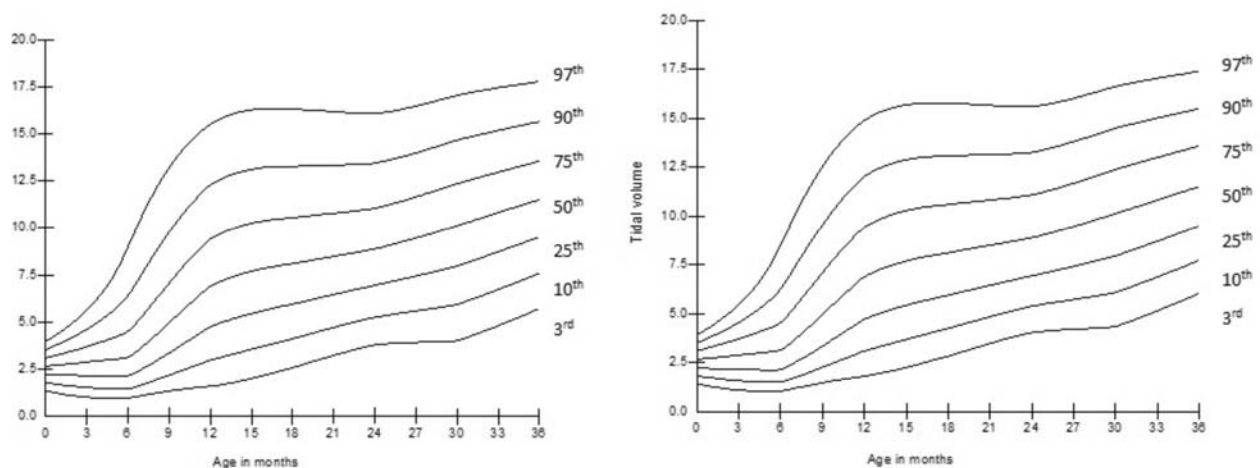 20.0
17.5
15.0
12.5
10.0
7.5
5.0
2.5
0.0
0 3 6 9 12 15 18 21 24 27 30 33 36
Age in months
97th
90th
75th
50th
25th
10th
3rd
20.0
17.5
15.0
12.5
10.0
7.5
5.0
2.5
0.0
Tidal volume
0 3 6 9 12 15 18 21 24 27 30 33 36
Age in months
97th
90th
75th
50th
25th
10th
3rd